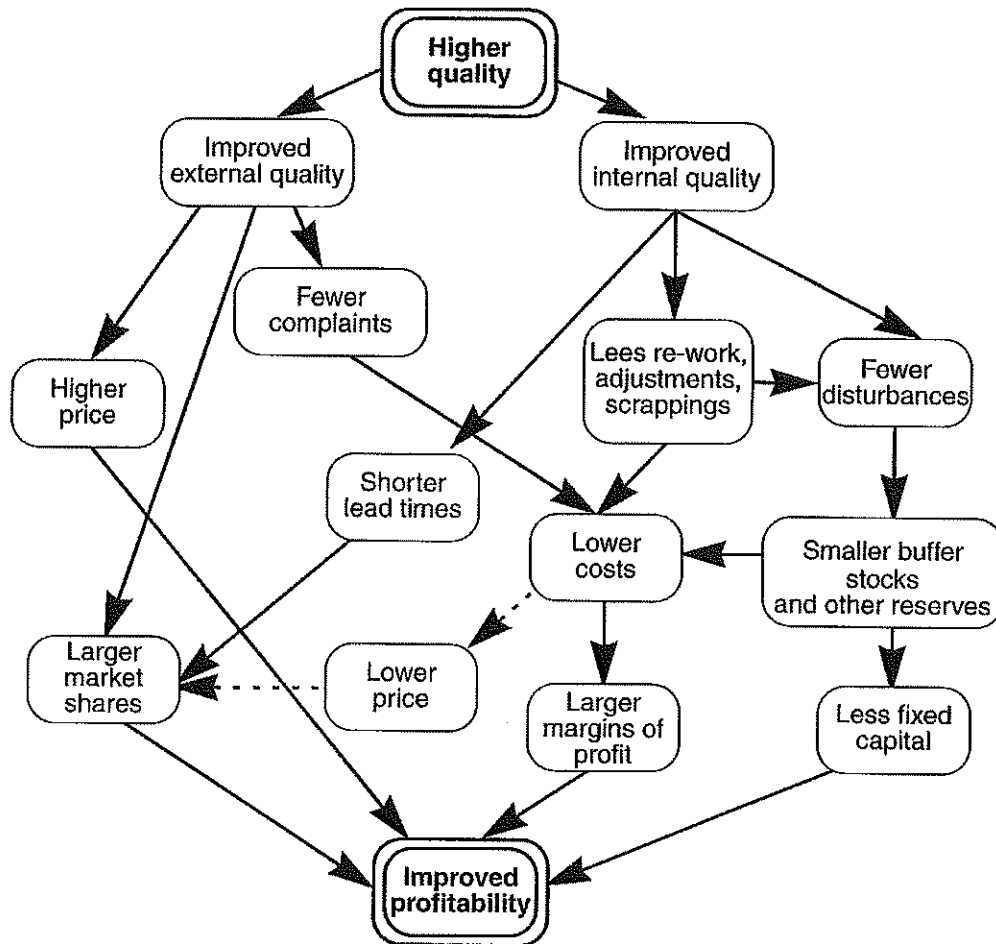 Higher
quality
Improved
external quality
Improved
internal quality
Fewer
complaints
Lees re-work,
adjustments,
scrappings
Fewer
disturbances
Higher
price
Shorter
lead times
Lower
costs
Smaller buffer
stocks
and other reserves
Larger
market
shares
Lower
price
Larger
margins of
profit
Less fixed
capital
Improved
profitability